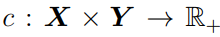 c : X × Y → ℝ₊